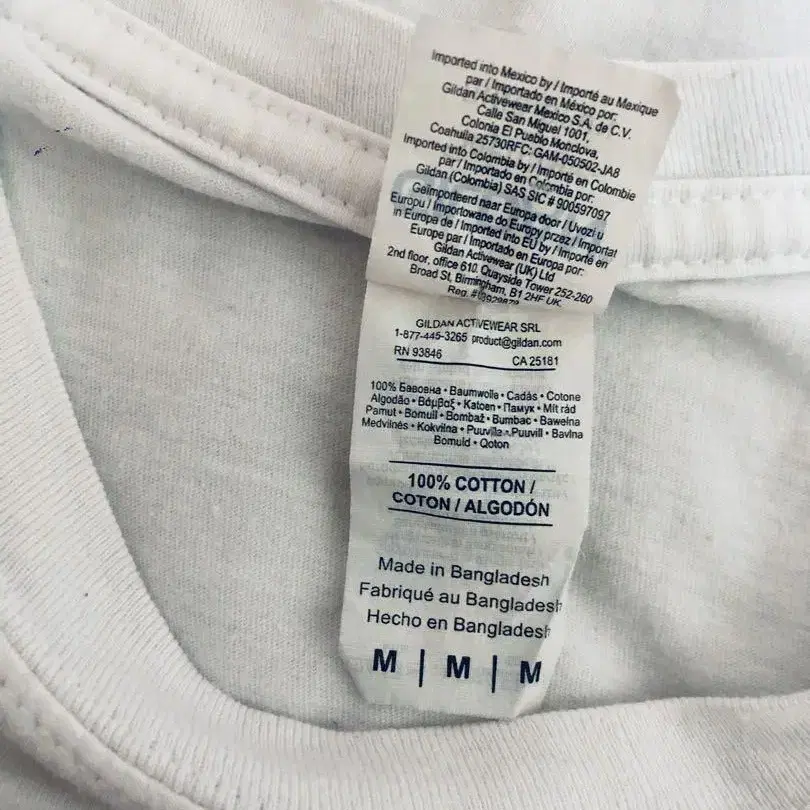 Imported into Mexico by / Importé au Mexique
par / Importado en México por:
Gildan Activewear Mexico S.A. de C.V.
Calle San Miguel 1001,
Colonia El Pueblo Monclova,
Coahuila 25730RFC: GAM-050502-JA8
Imported into Colombia by / Importé en Colombie
par / Importado en Colombia por:
Gildan (Colombia) SAS SIC # 900597097
Geïmporteerd naar Europa door / Uvozi u
Europu / Importowane do Europy przez / Importat
in Europa de / Imported into EU by / Importé en
Europe par / Importado en Europa por:
Gildan Activewear (UK) Ltd
2nd floor, office 610, Quayside Tower 252-260
Broad St, Birmingham, B1 2HF UK
Reg.
GILDAN ACTIVEWEAR SRL
1-877-445-3265 product@gildan.com
RN 93846 CA 25181
100% Бавовна • Baumwolle • Cadás • Cotone
Algodão • Βάμβαξ • Katoen • Памук • Mit rád
Pamut • Bomull • Bombaž • Bumbac • Bawełna
Medvilnės • Kokvilna • Puuvilla • Puuvill • Bavlna
Bomuld • Qoton
100% COTTON /
COTON / ALGODÓN
Made in Bangladesh
Fabriqué au Bangladesh
Hecho en Bangladesh
M | M | M